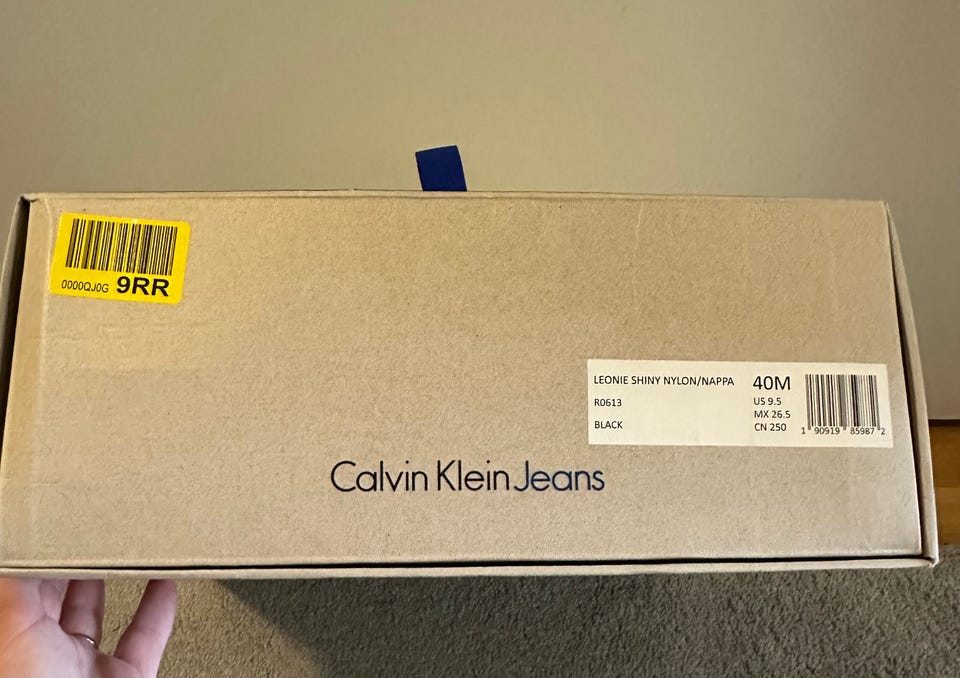 0000QJ0G 9RR
LEONIE SHINY NYLON/NAPPA 40M
R0613 US 9.5
MX 26.5
BLACK CN 250
1 90919 85987 2
Calvin Klein Jeans